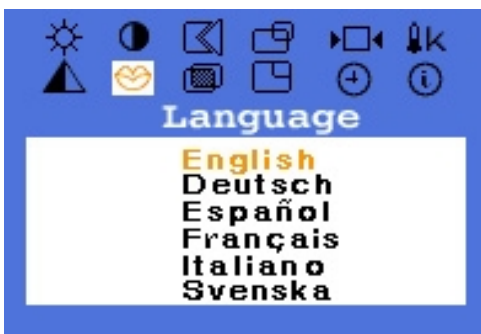 K
Language
English
Deutsch
Español
Français
Italiano
Svenska